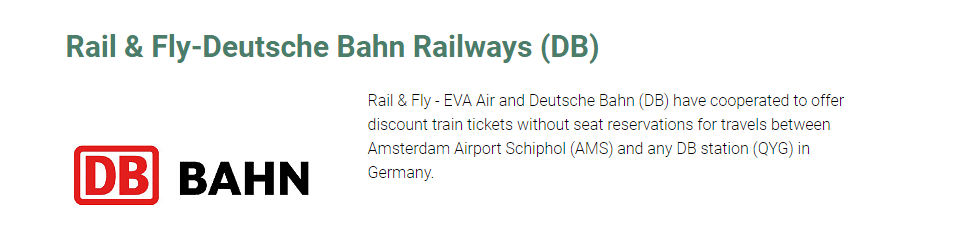 Rail & Fly-Deutsche Bahn Railways (DB)
Rail & Fly - EVA Air and Deutsche Bahn (DB) have cooperated to offer
discount train tickets without seat reservations for travels between
Amsterdam Airport Schiphol (AMS) and any DB station (QYG) in
Germany.
DB BAHN